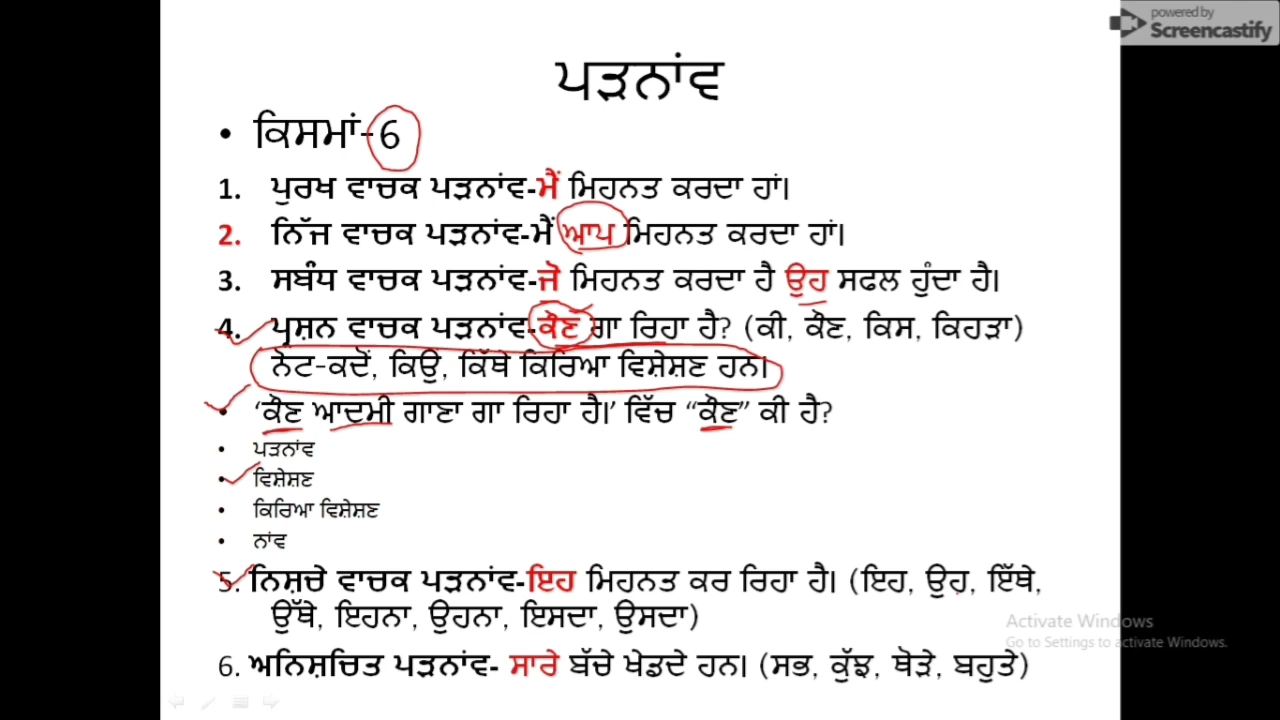 powered by
Screencastify
ਪੜਨਾਂਵ
• ਕਿਸਮਾਂ-6
1. ਪੁਰਖ ਵਾਚਕ ਪੜਨਾਂਵ-ਮੈਂ ਮਿਹਨਤ ਕਰਦਾ ਹਾਂ।
2. ਨਿੱਜ ਵਾਚਕ ਪੜਨਾਂਵ-ਮੈਂ ਆਪ ਮਿਹਨਤ ਕਰਦਾ ਹਾਂ।
3. ਸਬੰਧ ਵਾਚਕ ਪੜਨਾਂਵ-ਜੋ ਮਿਹਨਤ ਕਰਦਾ ਹੈ ਉਹ ਸਫਲ ਹੁੰਦਾ ਹੈ।
4. ਪ੍ਰਸ਼ਨ ਵਾਚਕ ਪੜਨਾਂਵ-ਕੌਣ ਗਾ ਰਿਹਾ ਹੈ? (ਕੀ, ਕੌਣ, ਕਿਸ, ਕਿਹੜਾ)
ਨੋਟ-ਕਦੋਂ, ਕਿਉਂ, ਕਿੱਥੇ ਕਿਰਿਆ ਵਿਸ਼ੇਸ਼ਣ ਹਨ।
• ‘ਕੌਣ ਆਦਮੀ ਗਾਣਾ ਗਾ ਰਿਹਾ ਹੈ।’ ਵਿੱਚ “ਕੌਣ” ਕੀ ਹੈ?
• ਪੜਨਾਂਵ
• ਵਿਸ਼ੇਸ਼ਣ
• ਕਿਰਿਆ ਵਿਸ਼ੇਸ਼ਣ
• ਨਾਂਵ
5. ਨਿਸ਼ਚੇ ਵਾਚਕ ਪੜਨਾਂਵ-ਇਹ ਮਿਹਨਤ ਕਰ ਰਿਹਾ ਹੈ। (ਇਹ, ਉਹ, ਇੱਥੇ,
ਉੱਥੇ, ਇਹਨਾ, ਉਹਨਾ, ਇਸਦਾ, ਉਸਦਾ)
6. ਅਨਿਸ਼ਚਿਤ ਪੜਨਾਂਵ- ਸਾਰੇ ਬੱਚੇ ਖੇਡਦੇ ਹਨ। (ਸਭ, ਕੁੱਝ, ਥੋੜੇ, ਬਹੁਤੇ)
Activate Windows
Go to Settings to activate Windows.